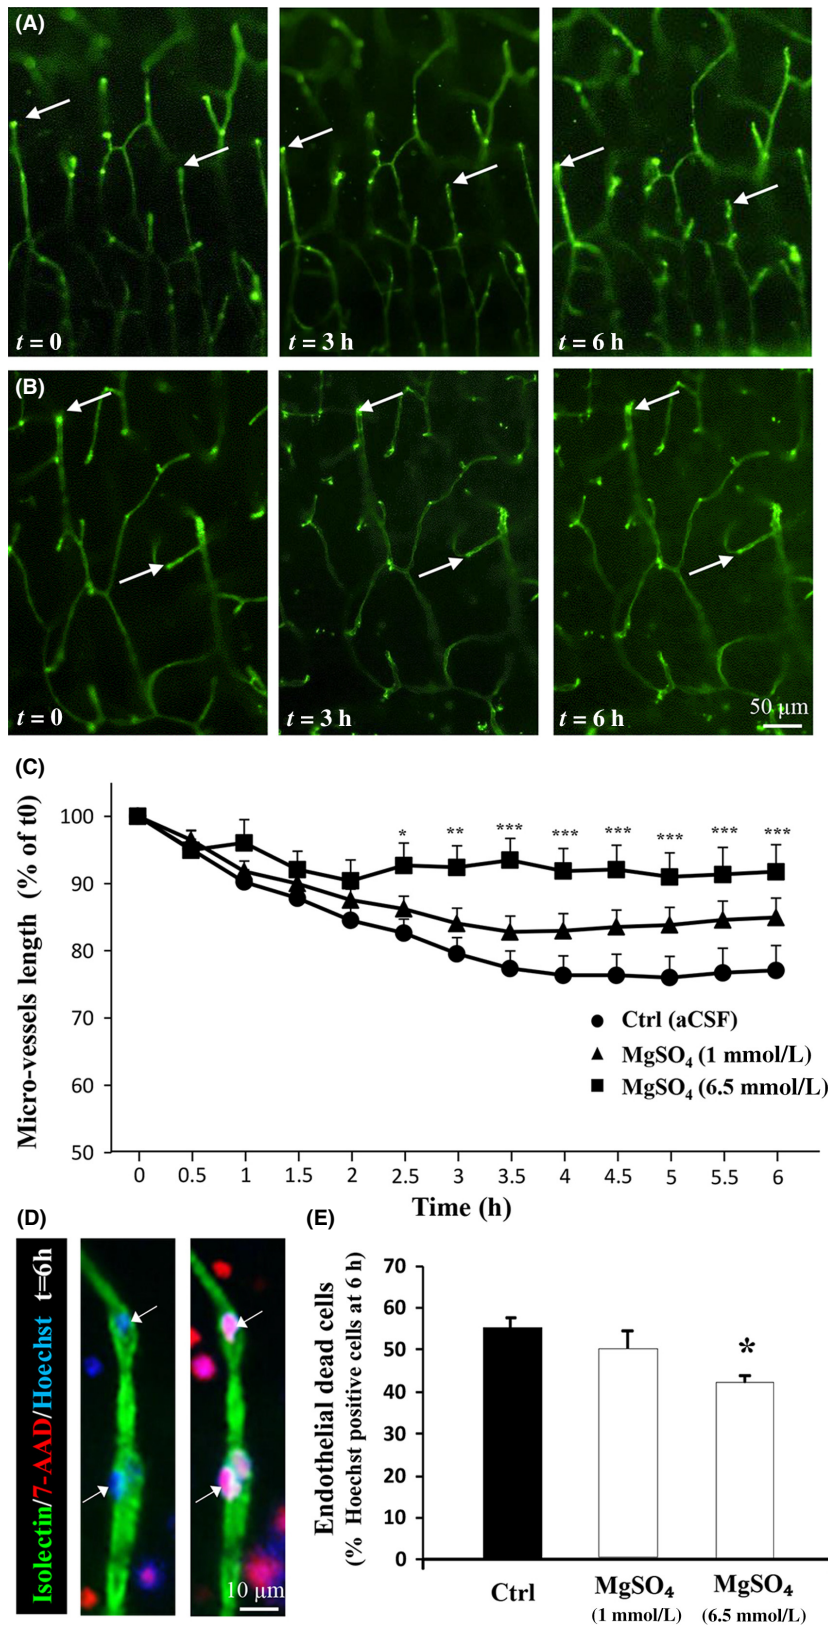 (A)
t = 0
t = 3 h
t = 6 h
(B)
t = 0
t = 3 h
t = 6 h
50 µm
(C)
Micro-vessels length (% of t0)
100
90
80
70
60
50
* ** *** *** *** *** *** ***
Ctrl (aCSF)
MgSO₄ (1 mmol/L)
MgSO₄ (6.5 mmol/L)
0 0.5 1 1.5 2 2.5 3 3.5 4 4.5 5 5.5 6
Time (h)
(D)
Isolectin/7-AAD/Hoechst t=6h
10 µm
(E)
Endothelial dead cells
(% Hoechst positive cells at 6 h)
70
60
50
40
30
20
10
0
*
Ctrl
MgSO₄
(1 mmol/L)
MgSO₄
(6.5 mmol/L)